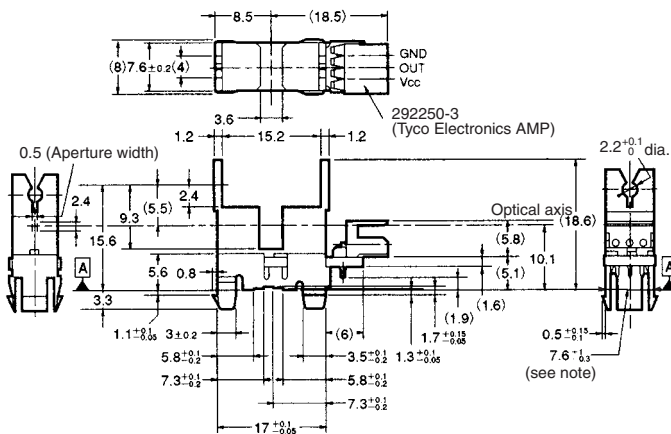 8.5
(18.5)
(8)
7.6±0.2
(4)
GND
OUT
Vcc
3.6
292250-3
(Tyco Electronics AMP)
1.2
15.2
1.2
0.5 (Aperture width)
2.2 +0.1 0 dia.
2.4
2.4
(5.5)
9.3
15.6
Optical axis
(18.6)
(5.8)
10.1
(5.1)
A
5.6
0.8
A
3.3
(1.6)
(1.9)
1.1 +0.1 -0.05
3±0.2
(6)
1.7 +0.15 -0.05
0.5 +0.15 -0.1
5.8 +0.1 -0.2
3.5 +0.1 -0.2
1.3 +0.1 -0.05
7.6 +0.1 -0.3
(see note)
7.3 +0.1 -0.2
5.8 +0.1 -0.2
7.3 +0.1 -0.2
17 +0.1 -0.05